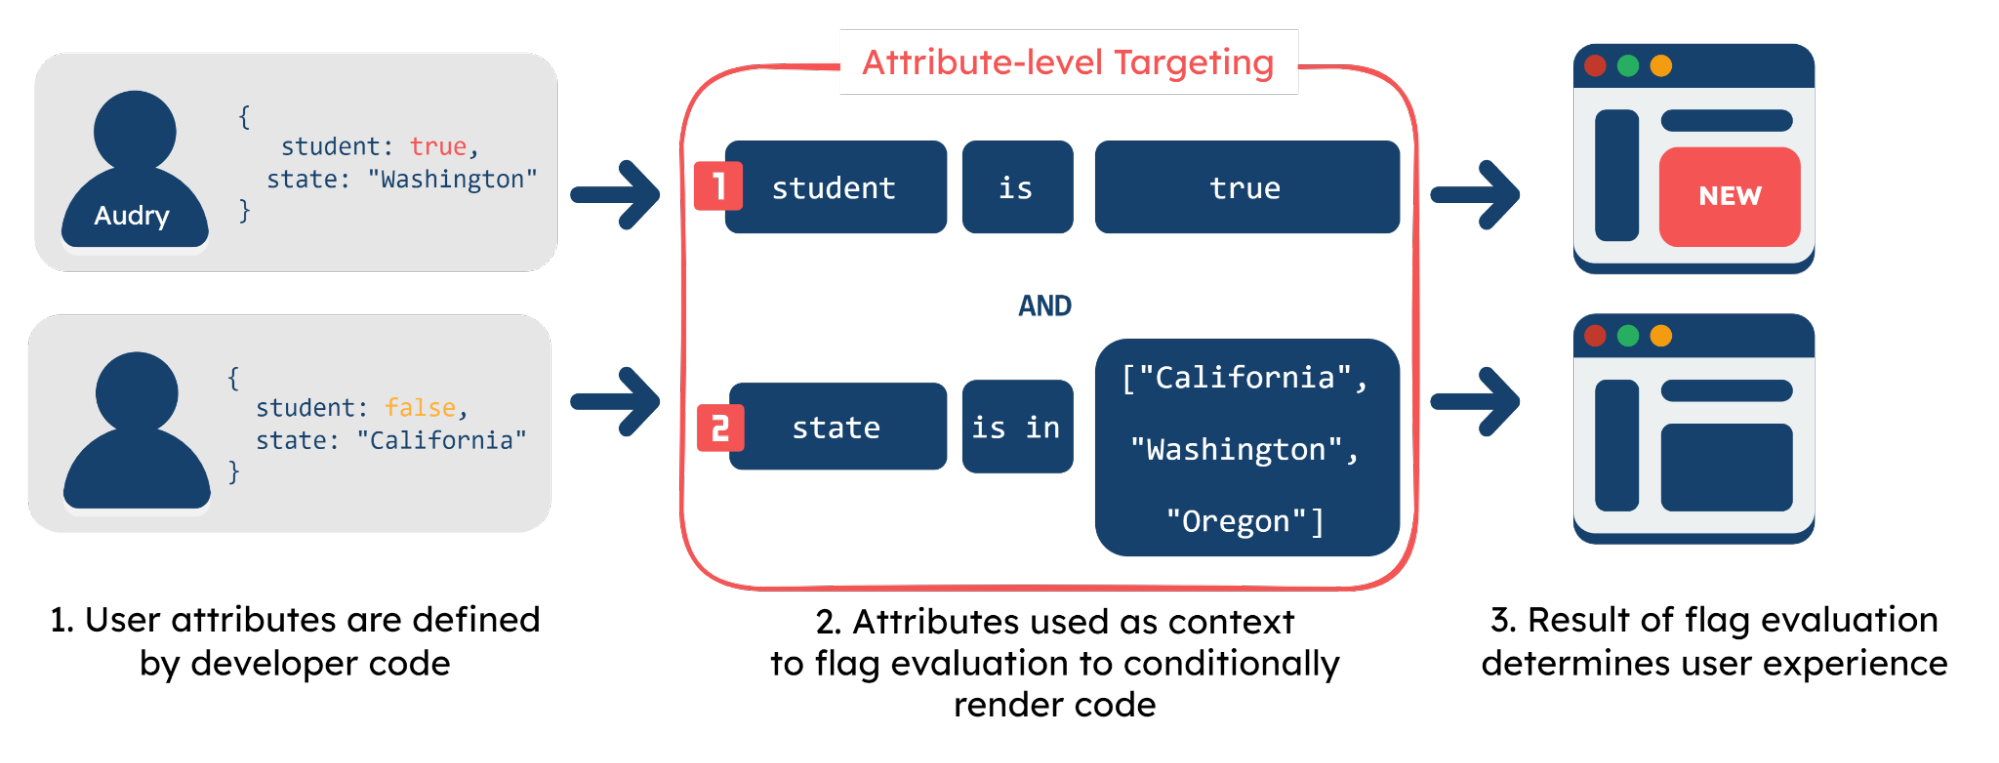 Attribute-level Targeting
{
student: true,
state: "Washington"
}
Audry
1 student is true
AND
{
student: false,
state: "California"
}
2 state is in ["California",
"Washington",
"Oregon"]
NEW
1. User attributes are defined
by developer code
2. Attributes used as context
to flag evaluation to conditionally
render code
3. Result of flag evaluation
determines user experience